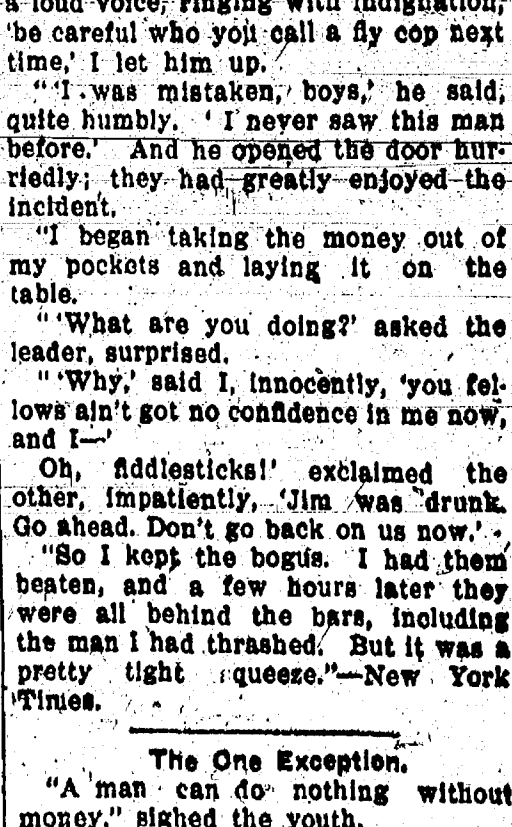 a loud voice, ringing with indignation,
'be careful who you call a fly cop next
time,' I let him up.
"'I was mistaken, boys,' he said,
quite humbly. 'I never saw this man
before.' And he opened the door hur-
riedly; they had greatly enjoyed the
incident.
"I began taking the money out of
my pockets and laying it on the
table.
"'What are you doing?' asked the
leader, surprised.
"'Why,' said I, innocently, 'you fel-
lows ain't got no confidence in me now,
and I—'
Oh, fiddlesticks!' exclaimed the
other, impatiently, 'Jim was drunk.
Go ahead. Don't go back on us now.'
"So I kept the bogus. I had them
beaten, and a few hours later they
were all behind the bars, including
the man I had thrashed. But it was a
pretty tight squeeze."—New York
Times.
The One Exception.
"A man can do nothing without
money," sighed the youth.